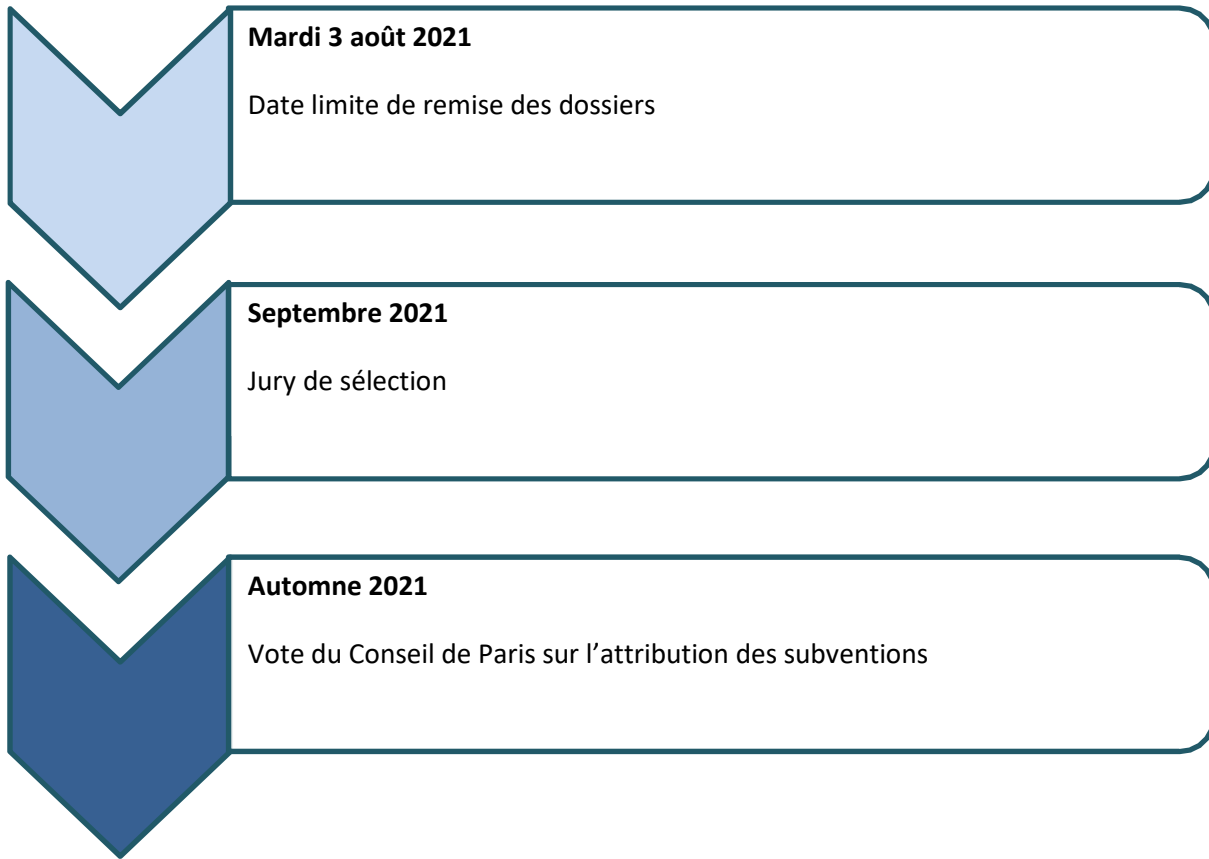 Mardi 3 août 2021
Date limite de remise des dossiers
Septembre 2021
Jury de sélection
Automne 2021
Vote du Conseil de Paris sur l’attribution des subventions